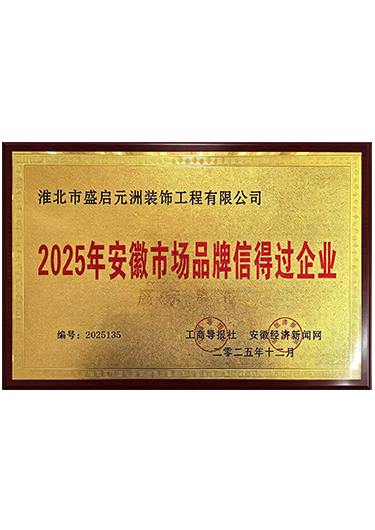 淮北市盛启元洲装饰工程有限公司
2025年安徽市场品牌信得过企业
编号：2025135
工商导报社 安徽经济新闻网
二零二五年十二月